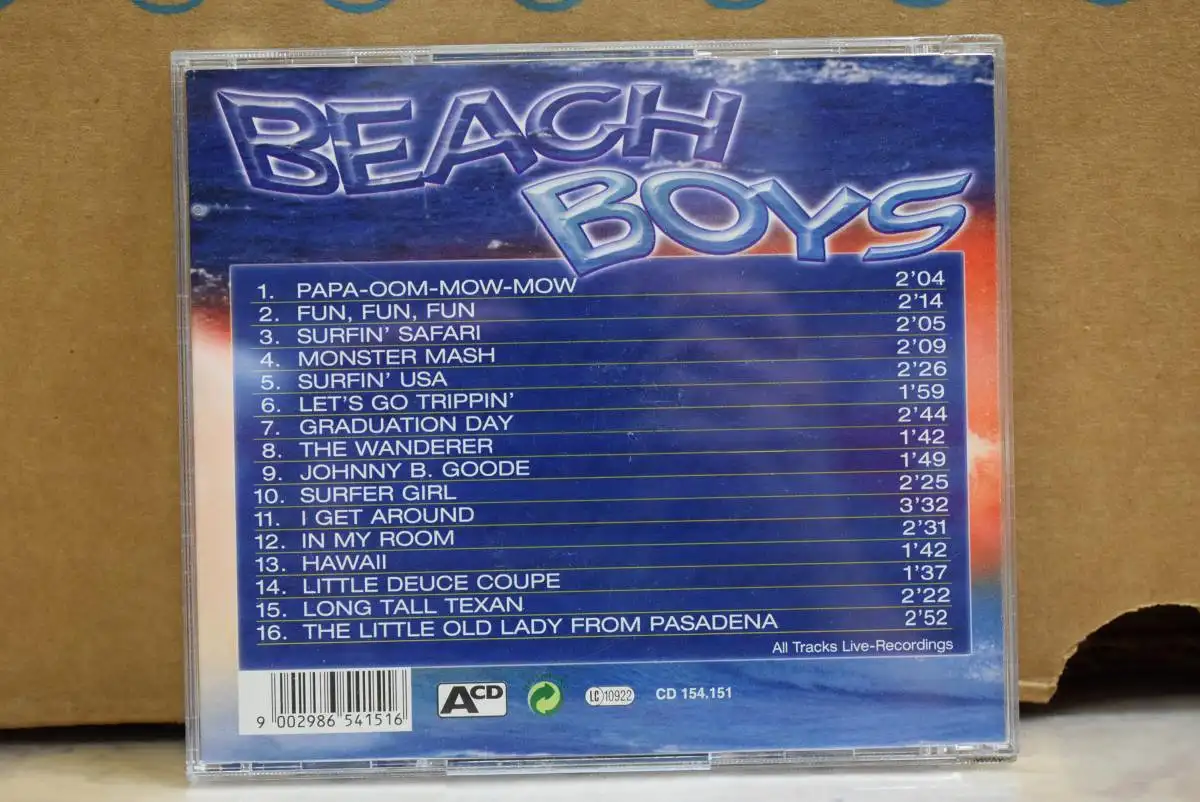 BEACH
BOYS
1. PAPA-OOM-MOW-MOW 2'04
2. FUN, FUN, FUN 2'14
3. SURFIN' SAFARI 2'05
4. MONSTER MASH 2'09
5. SURFIN' USA 2'26
6. LET'S GO TRIPPIN' 1'59
7. GRADUATION DAY 2'44
8. THE WANDERER 1'42
9. JOHNNY B. GOODE 1'49
10. SURFER GIRL 2'25
11. I GET AROUND 3'32
12. IN MY ROOM 2'31
13. HAWAII 1'42
14. LITTLE DEUCE COUPE 1'37
15. LONG TALL TEXAN 2'22
16. THE LITTLE OLD LADY FROM PASADENA 2'52
All Tracks Live-Recordings
9 002986 541516 ACD LC 10922 CD 154.151